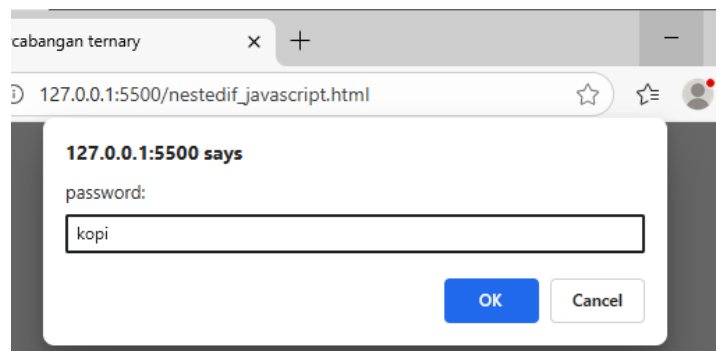 cabangan ternary
127.0.0.1:5500/nestedif_javascript.html
127.0.0.1:5500 says
password:
kopi
OK Cancel